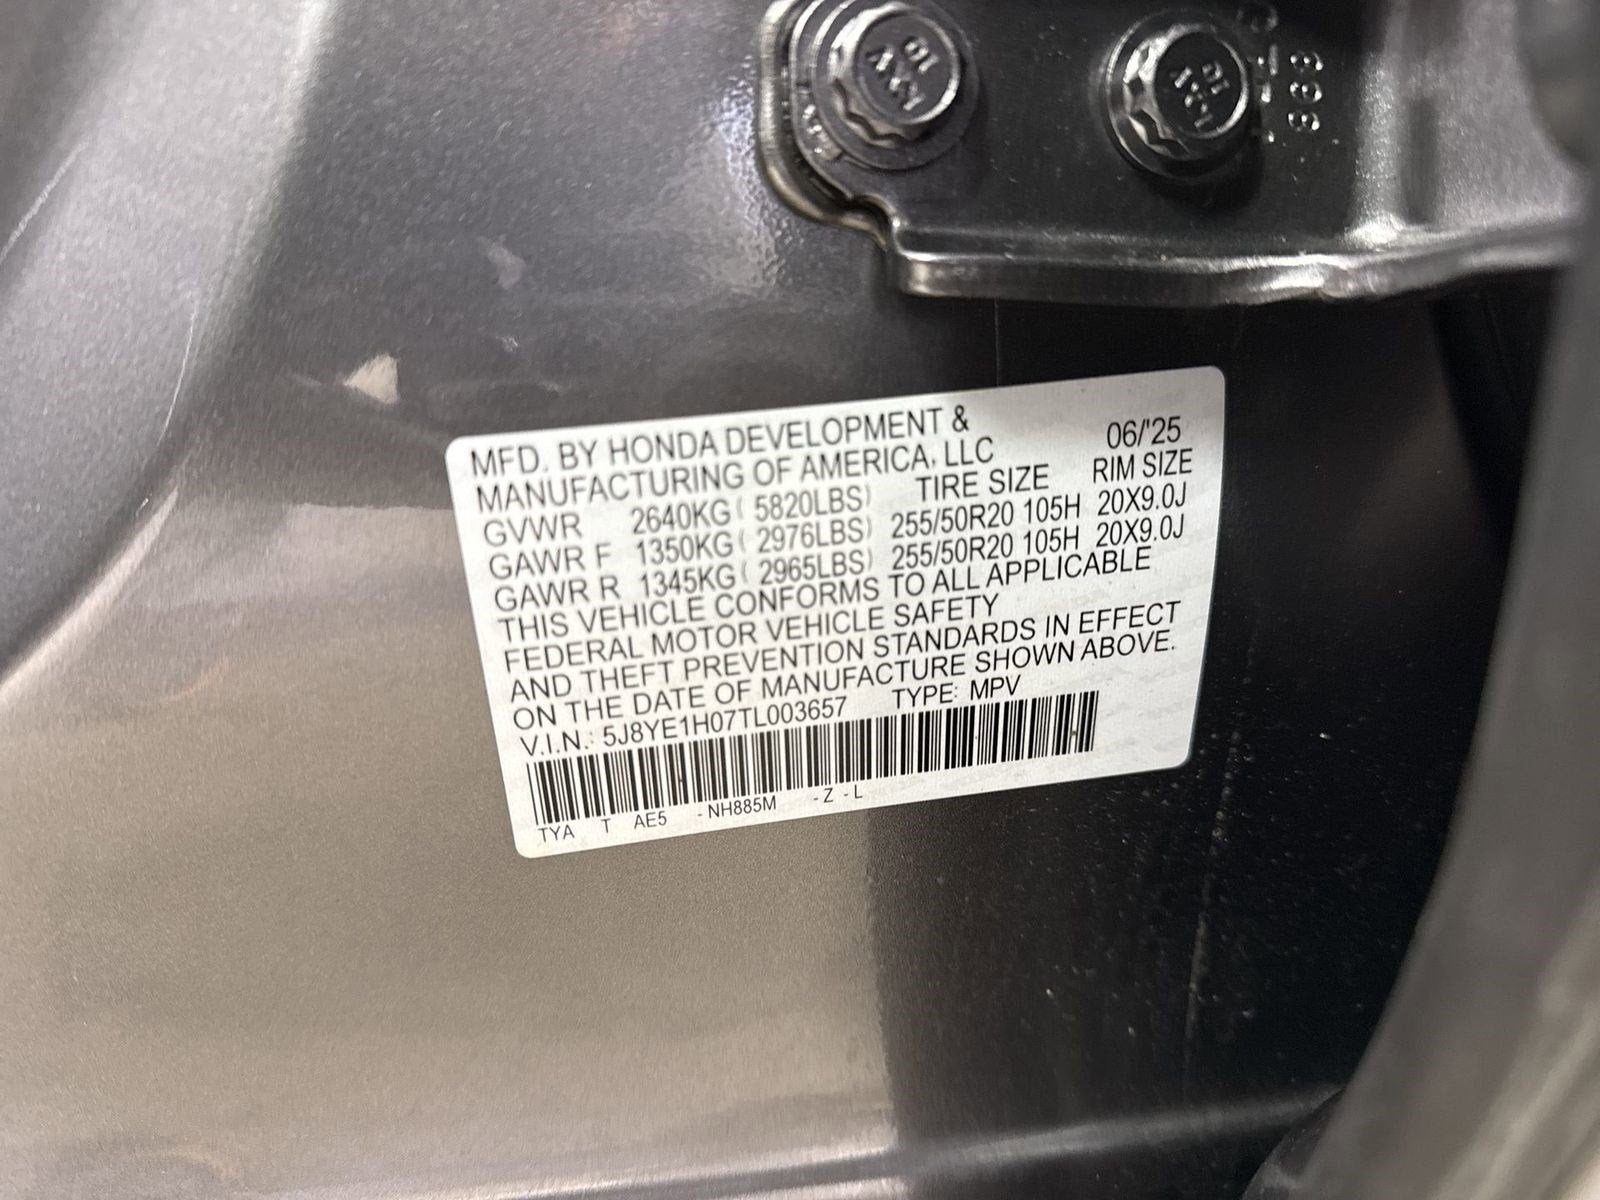 MFD. BY HONDA DEVELOPMENT & 06/'25
MANUFACTURING OF AMERICA, LLC
TIRE SIZE RIM SIZE
GVWR 2640KG ( 5820LBS)
GAWR F 1350KG ( 2976LBS) 255/50R20 105H 20X9.0J
GAWR R 1345KG ( 2965LBS) 255/50R20 105H 20X9.0J
THIS VEHICLE CONFORMS TO ALL APPLICABLE
FEDERAL MOTOR VEHICLE SAFETY
AND THEFT PREVENTION STANDARDS IN EFFECT
ON THE DATE OF MANUFACTURE SHOWN ABOVE.
V.I.N.: 5J8YE1H07TL003657 TYPE: MPV
TYA T AE5 -NH885M -Z -L